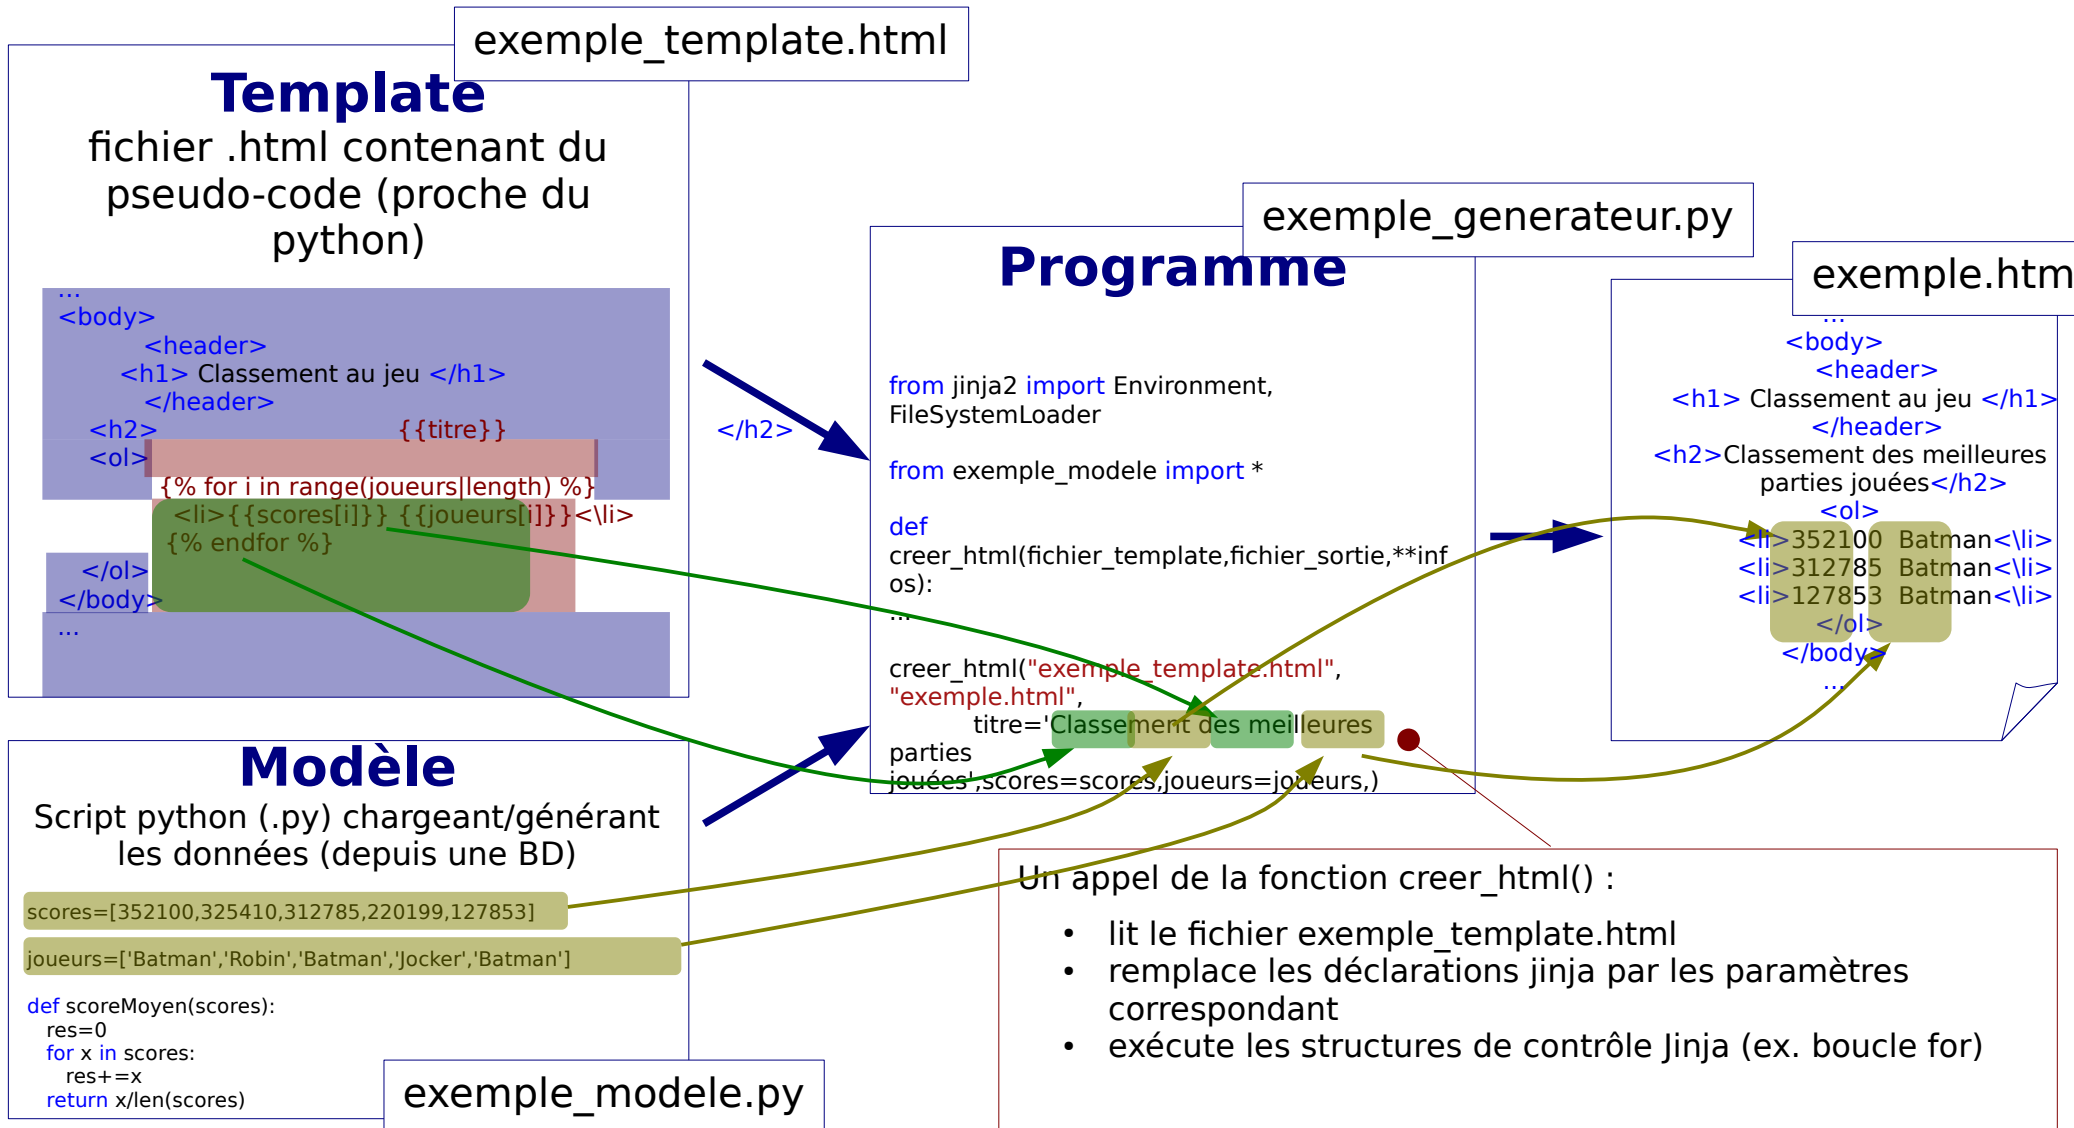 exemple_template.html
Template
fichier .html contenant du
pseudo-code (proche du
python)
...
<body>
<header>
<h1> Classement au jeu </h1>
</header>
<h2> {{titre}} </h2>
<ol>
{% for i in range(joueurs|length) %}
<li>{{scores[i]}} {{joueurs[i]}}<\li>
{% endfor %}
</ol>
</body>
...
Modèle
Script python (.py) chargeant/générant
les données (depuis une BD)
scores=[352100,325410,312785,220199,127853]
joueurs=['Batman','Robin','Batman','Jocker','Batman']
def scoreMoyen(scores):
res=0
for x in scores:
res+=x
return x/len(scores)
exemple_modele.py
exemple_generateur.py
Programme
from jinja2 import Environment,
FileSystemLoader
from exemple_modele import *
def
creer_html(fichier_template,fichier_sortie,**inf
os):
...
creer_html("exemple_template.html",
"exemple.html",
titre='Classement des meilleures
parties
jouées',scores=scores,joueurs=joueurs,)
exemple.htm
...
<body>
<header>
<h1> Classement au jeu </h1>
</header>
<h2>Classement des meilleures
parties jouées</h2>
<ol>
<li>352100 Batman<\li>
<li>312785 Batman<\li>
<li>127853 Batman<\li>
</ol>
</body>
...
Un appel de la fonction creer_html() :
• lit le fichier exemple_template.html
• remplace les déclarations jinja par les paramètres
correspondant
• exécute les structures de contrôle Jinja (ex. boucle for)